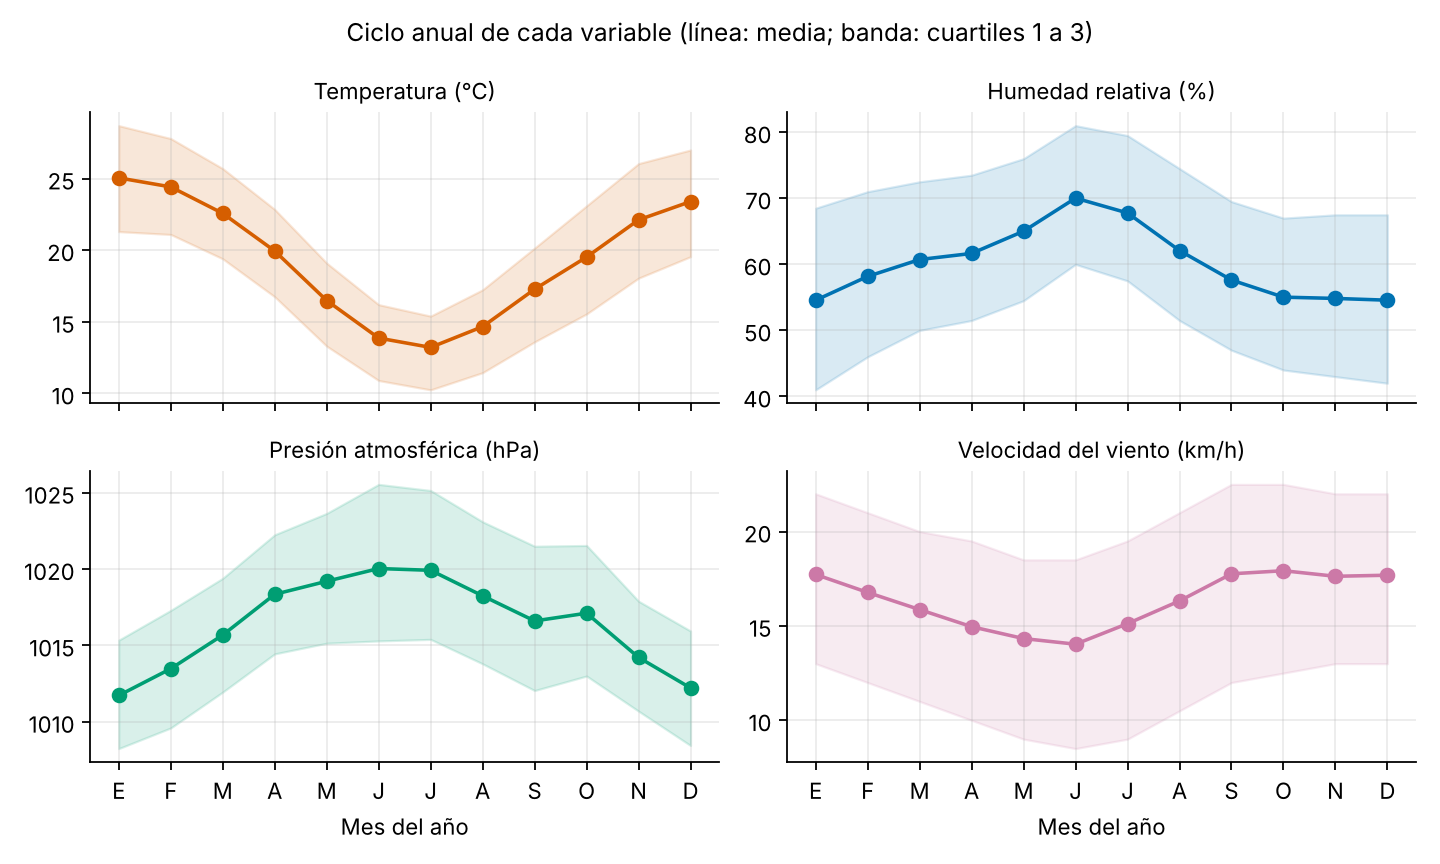 Ciclo anual de cada variable (línea: media; banda: cuartiles 1 a 3)
Temperatura (°C)
25
20
15
10
Humedad relativa (%)
80
70
60
50
40
Presión atmosférica (hPa)
1025
1020
1015
1010
E F M A M J J A S O N D
Mes del año
Velocidad del viento (km/h)
20
15
10
E F M A M J J A S O N D
Mes del año